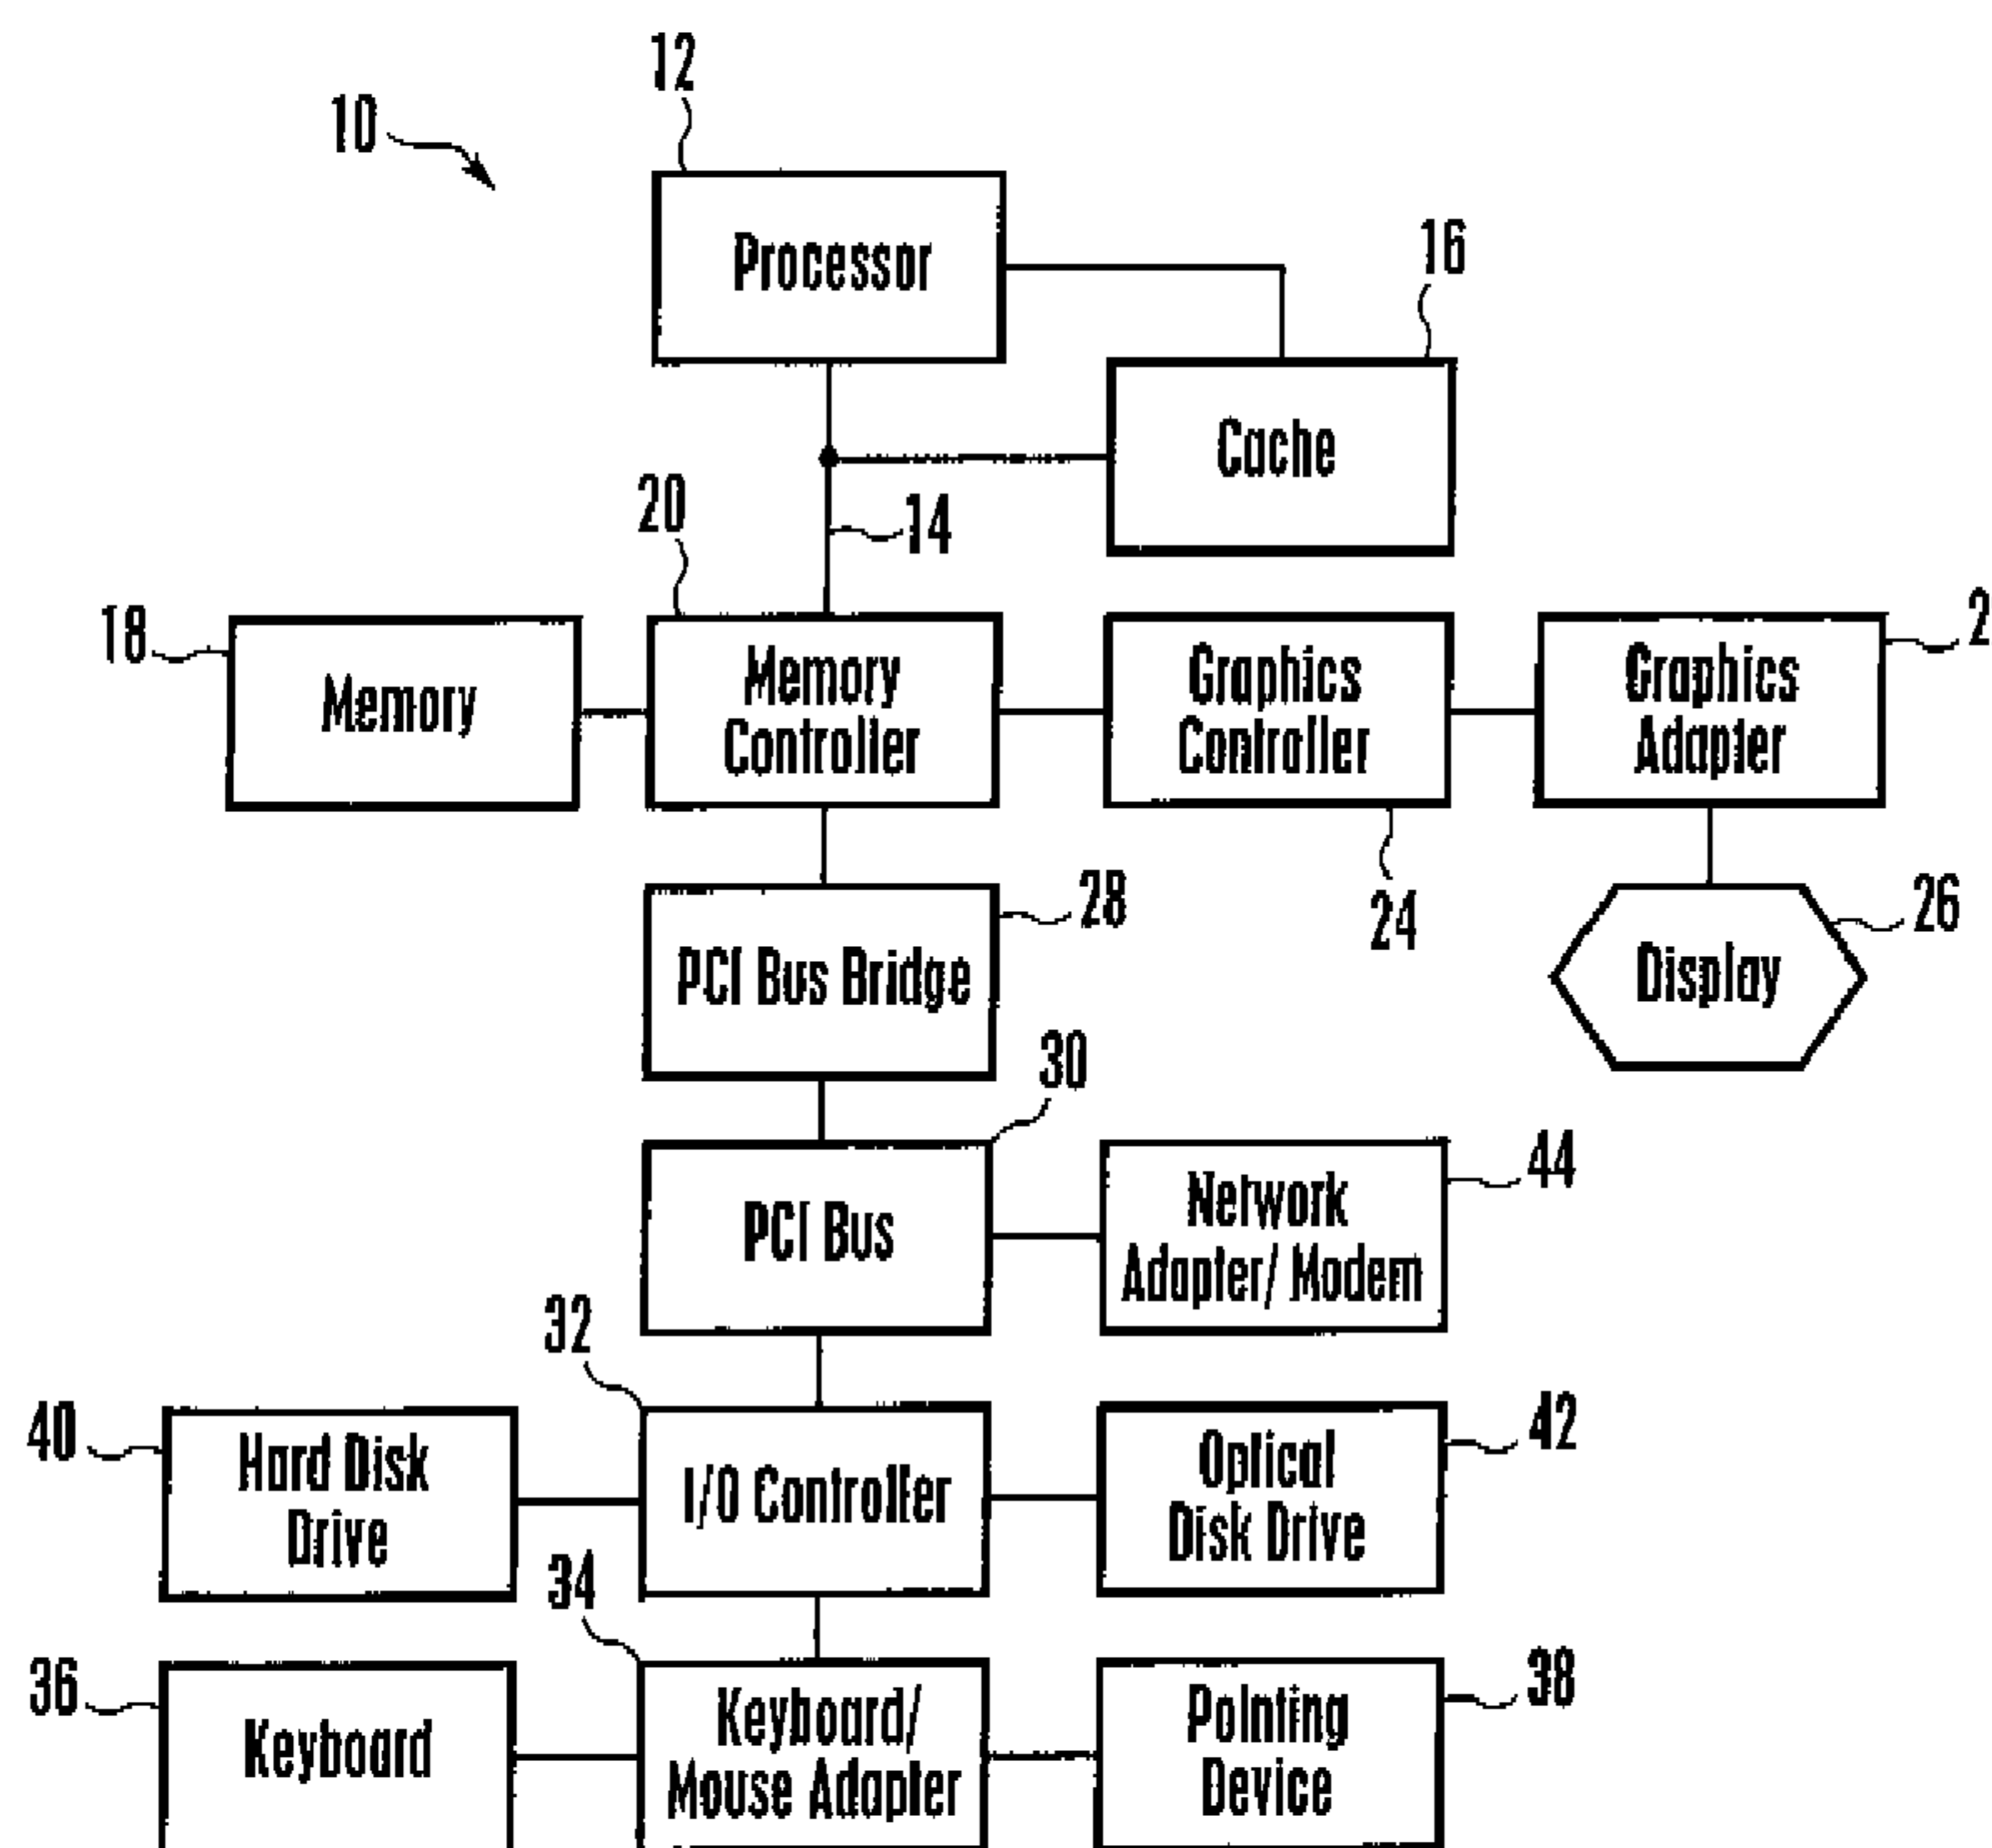 12
10
Processor
16
Cache
20
14
18
2
Memory
Memory
Controller
Graphics
Controller
Graphics
Adapter
28
24
26
PCI Bus Bridge
Display
30
44
PCI Bus
Network
Adapter/ Modem
32
40
42
Hard Disk
Drive
I/O Controller
Optical
Disk Drive
34
36
38
Keyboard
Keyboard/
Mouse Adapter
Pointing
Device